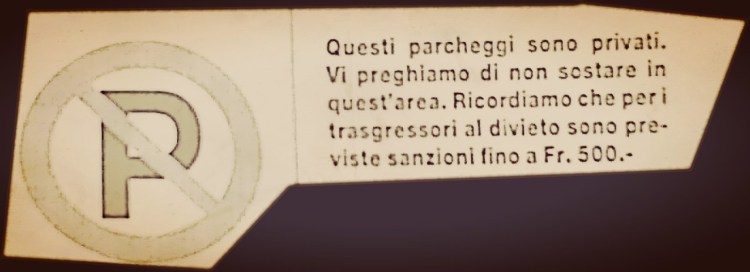 P
Questi parcheggi sono privati.
Vi preghiamo di non sostare in
quest'area. Ricordiamo che per i
trasgressori al divieto sono pre-
viste sanzioni fino a Fr. 500.-